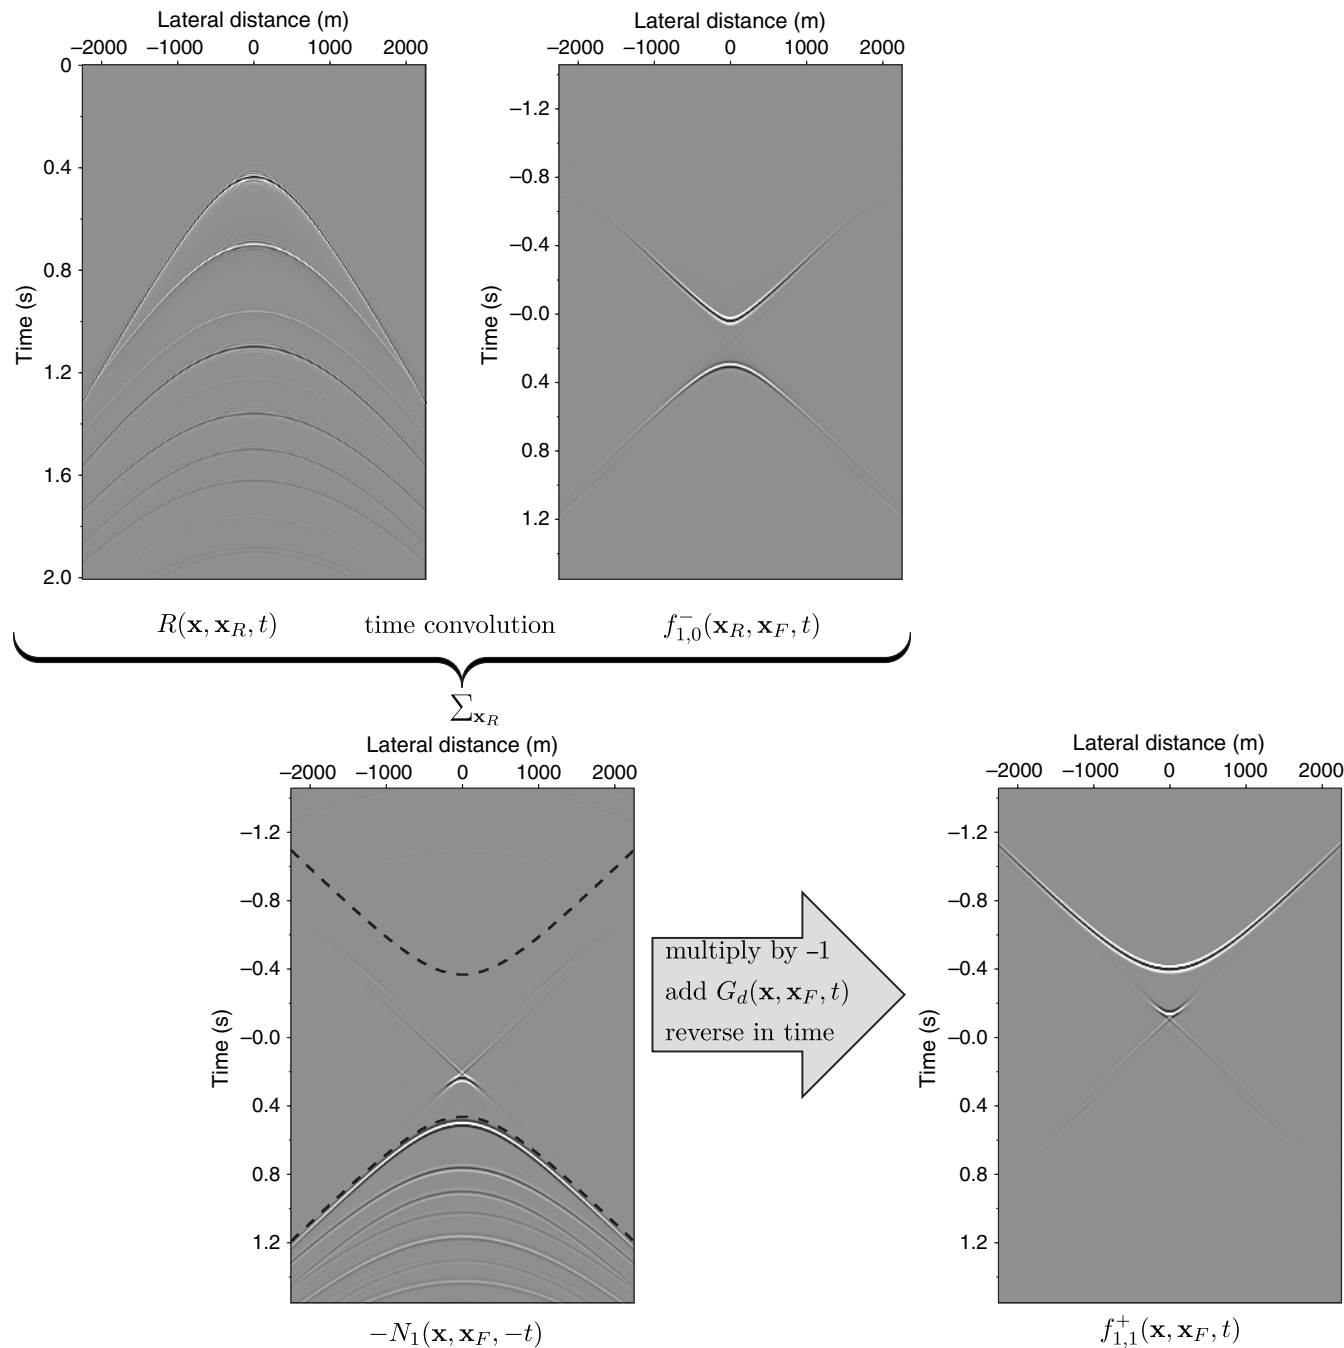 Lateral distance (m)
–2000 –1000 0 1000 2000
Time (s)
0
0.4
0.8
1.2
1.6
2.0
Lateral distance (m)
–2000 –1000 0 1000 2000
Time (s)
–1.2
–0.8
–0.4
–0.0
0.4
0.8
1.2
R(x, x_R, t) time convolution f^-_{1,0}(x_R, x_F, t)
∑_{x_R}
Lateral distance (m)
–2000 –1000 0 1000 2000
Time (s)
–1.2
–0.8
–0.4
–0.0
0.4
0.8
1.2
−N_1(x, x_F, −t)
multiply by –1
add G_d(x, x_F, t)
reverse in time
Lateral distance (m)
–2000 –1000 0 1000 2000
Time (s)
–1.2
–0.8
–0.4
–0.0
0.4
0.8
1.2
f^+_{1,1}(x, x_F, t)